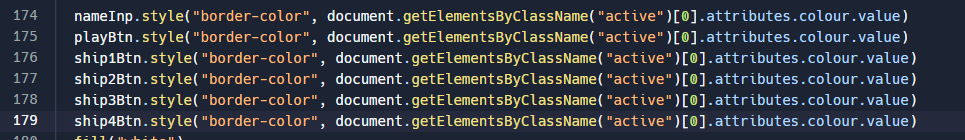 174 nameInp.style("border-color", document.getElementsByClassName("active")[0].attributes.colour.value)
175 playBtn.style("border-color", document.getElementsByClassName("active")[0].attributes.colour.value)
176 ship1Btn.style("border-color", document.getElementsByClassName("active")[0].attributes.colour.value)
177 ship2Btn.style("border-color", document.getElementsByClassName("active")[0].attributes.colour.value)
178 ship3Btn.style("border-color", document.getElementsByClassName("active")[0].attributes.colour.value)
179 ship4Btn.style("border-color", document.getElementsByClassName("active")[0].attributes.colour.value)
180 fill("white")